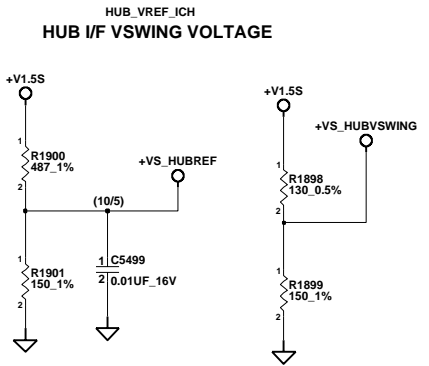 HUB_VREF_ICH
HUB I/F VSWING VOLTAGE
+V1.5S
1
R1900
487_1%
2
+VS_HUBREF
(10/5)
1
R1901
150_1%
2
1
C5499
2
0.01UF_16V
+V1.5S
+VS_HUBVSWING
1
R1898
130_0.5%
2
1
R1899
150_1%
2